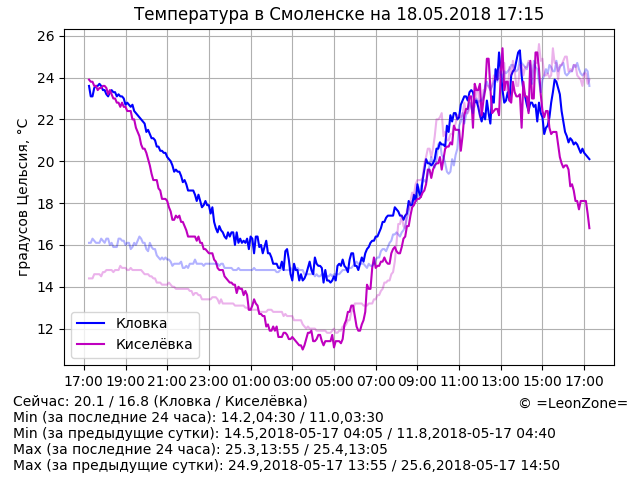 Температура в Смоленске на 18.05.2018 17:15
градусов Цельсия, °C
26
24
22
20
18
16
14
12
Кловка
Киселёвка
17:00 19:00 21:00 23:00 01:00 03:00 05:00 07:00 09:00 11:00 13:00 15:00 17:00
Сейчас: 20.1 / 16.8 (Кловка / Киселёвка)
© =LeonZone=
Min (за последние 24 часа): 14.2,04:30 / 11.0,03:30
Min (за предыдущие сутки): 14.5,2018-05-17 04:05 / 11.8,2018-05-17 04:40
Max (за последние 24 часа): 25.3,13:55 / 25.4,13:05
Max (за предыдущие сутки): 24.9,2018-05-17 13:55 / 25.6,2018-05-17 14:50